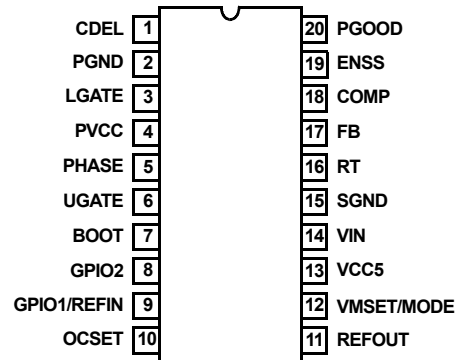 CDEL 1 20 PGOOD
PGND 2 19 ENSS
LGATE 3 18 COMP
PVCC 4 17 FB
PHASE 5 16 RT
UGATE 6 15 SGND
BOOT 7 14 VIN
GPIO2 8 13 VCC5
GPIO1/REFIN 9 12 VMSET/MODE
OCSET 10 11 REFOUT